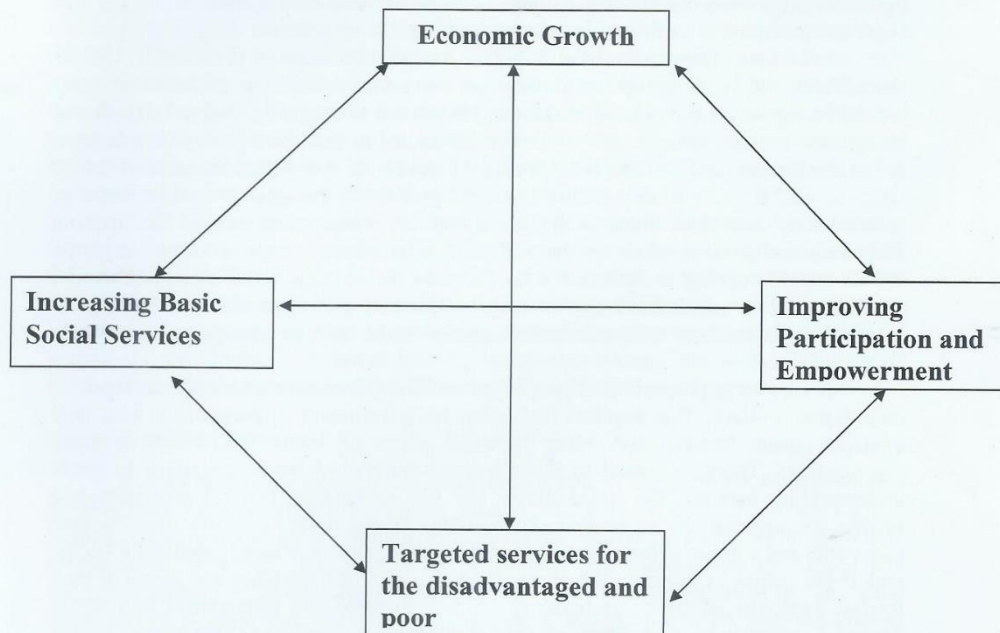 Economic Growth
Increasing Basic
Social Services
Improving
Participation and
Empowerment
Targeted services for
the disadvantaged and
poor